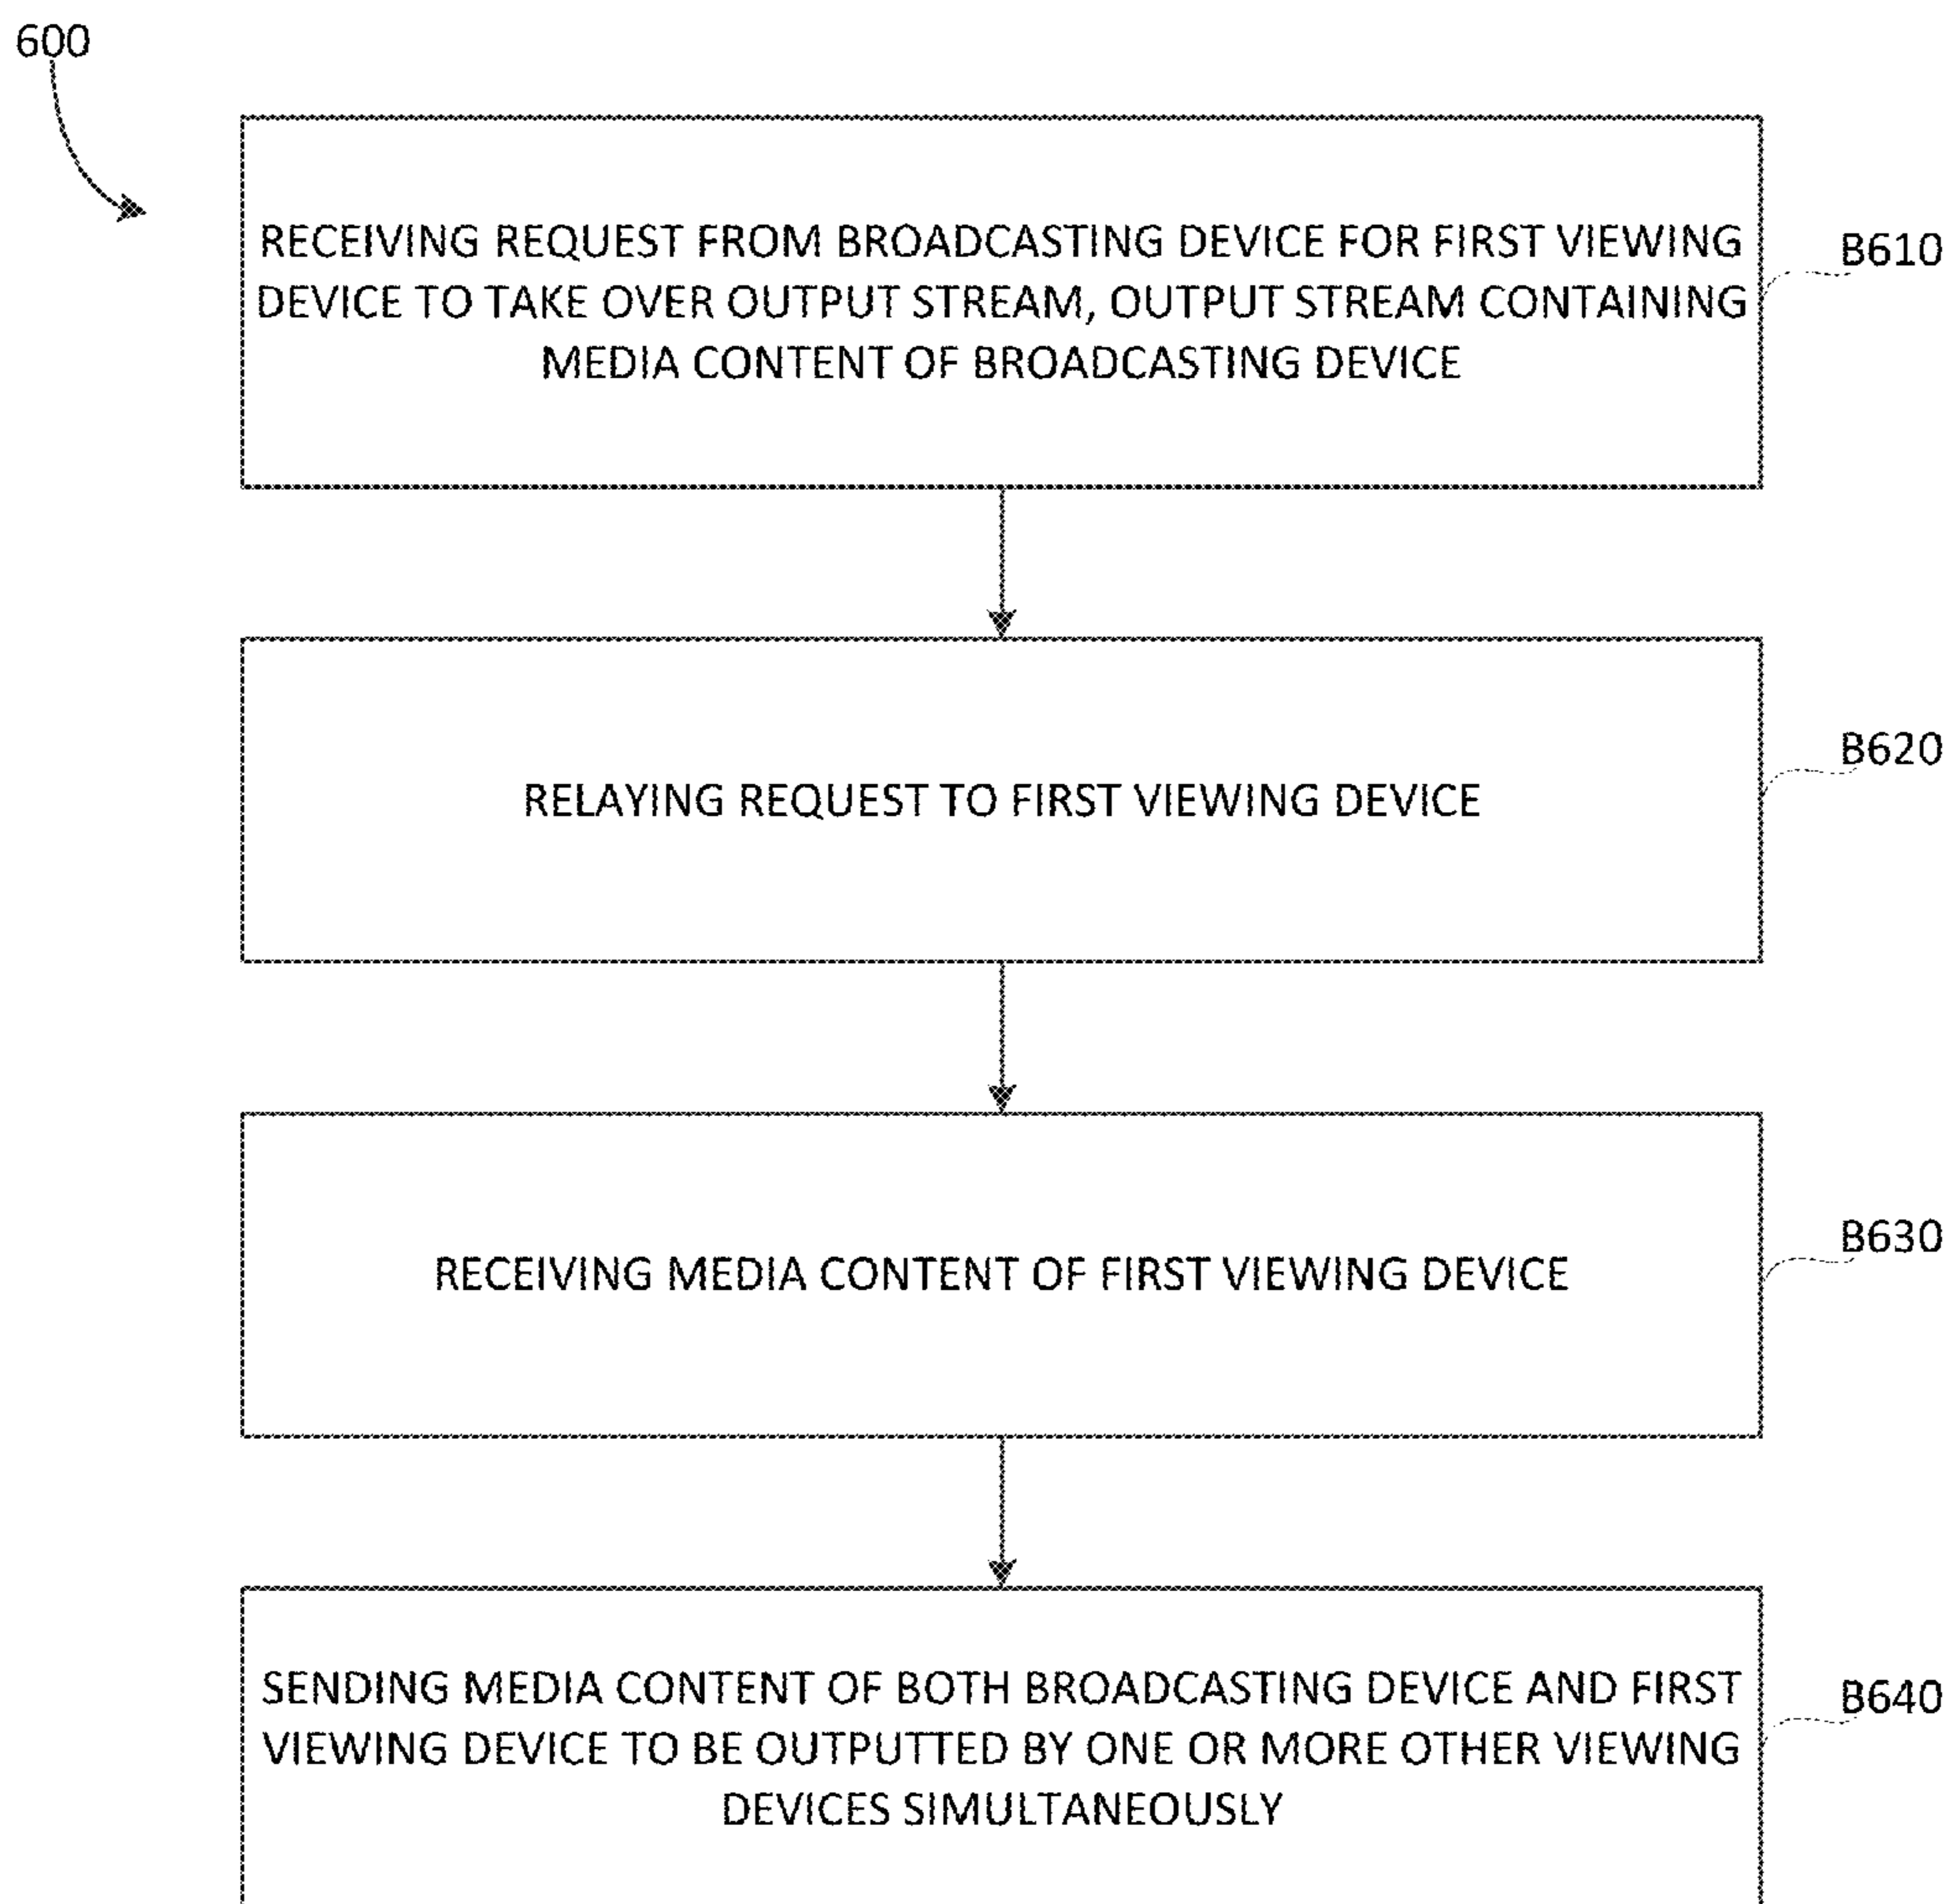 600
RECEIVING REQUEST FROM BROADCASTING DEVICE FOR FIRST VIEWING
DEVICE TO TAKE OVER OUTPUT STREAM, OUTPUT STREAM CONTAINING
MEDIA CONTENT OF BROADCASTING DEVICE
B610
RELAYING REQUEST TO FIRST VIEWING DEVICE
B620
RECEIVING MEDIA CONTENT OF FIRST VIEWING DEVICE
B630
SENDING MEDIA CONTENT OF BOTH BROADCASTING DEVICE AND FIRST
VIEWING DEVICE TO BE OUTPUTTED BY ONE OR MORE OTHER VIEWING
DEVICES SIMULTANEOUSLY
B640